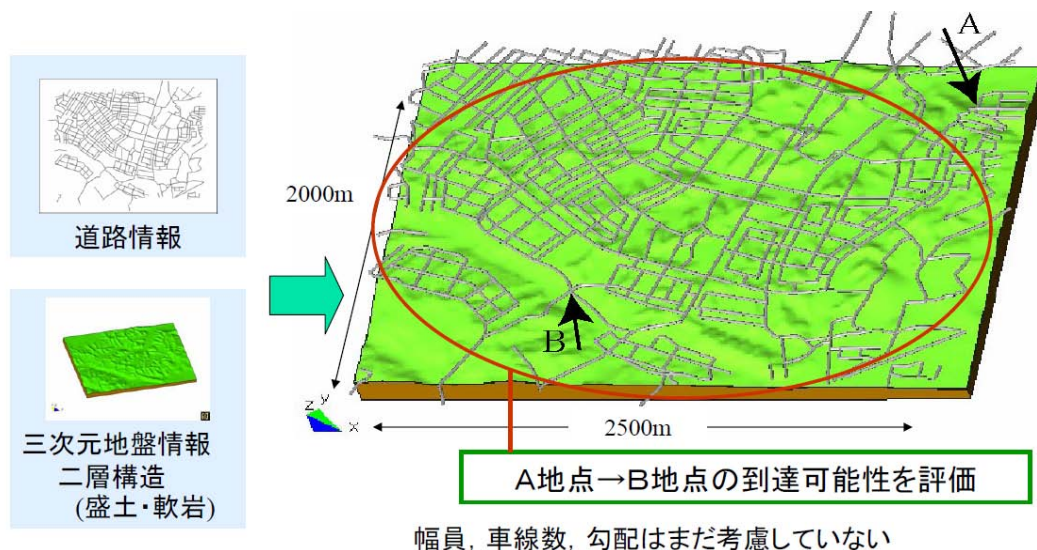 道路情報
三次元地盤情報
二層構造
(盛土・軟岩)
A
2000m
B
z y
x
2500m
A地点→B地点の到達可能性を評価
幅員，車線数，勾配はまだ考慮していない